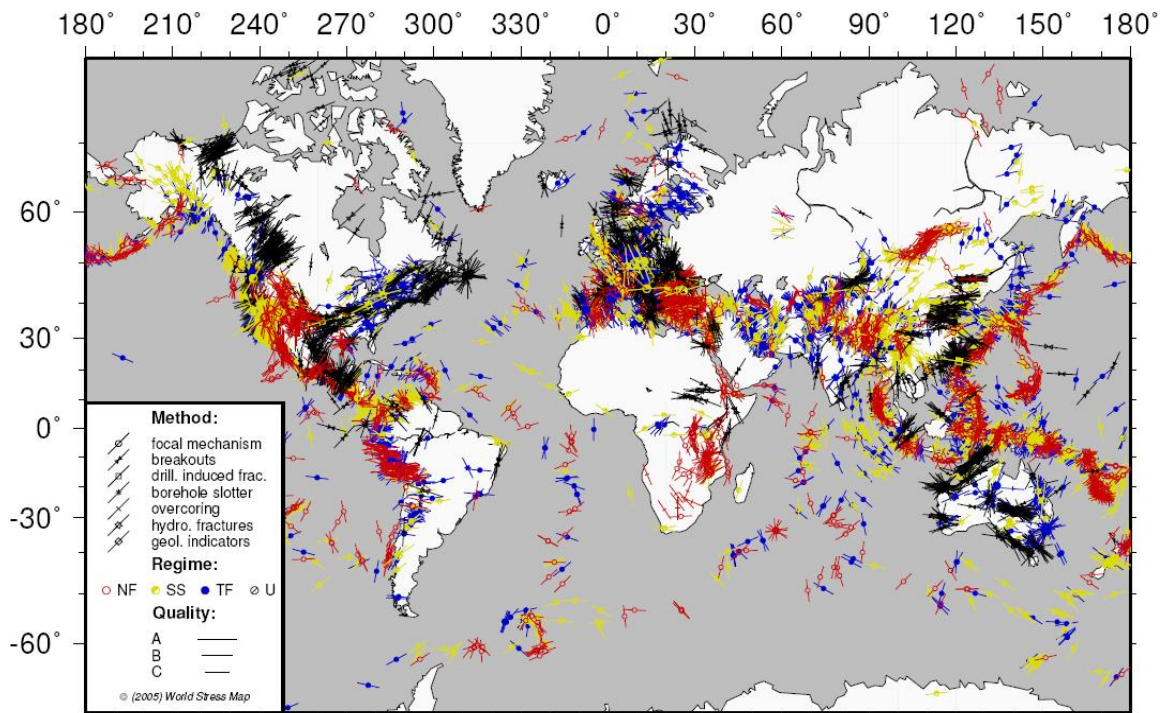 180˚ 210˚ 240˚ 270˚ 300˚ 330˚ 0˚ 30˚ 60˚ 90˚ 120˚ 150˚ 180˚
60˚
30˚
0˚
-30˚
-60˚
Method:
focal mechanism
breakouts
drill. induced frac.
borehole slotter
overcoring
hydro. fractures
geol. indicators
Regime:
NF SS TF U
Quality:
A
B
C
© (2005) World Stress Map